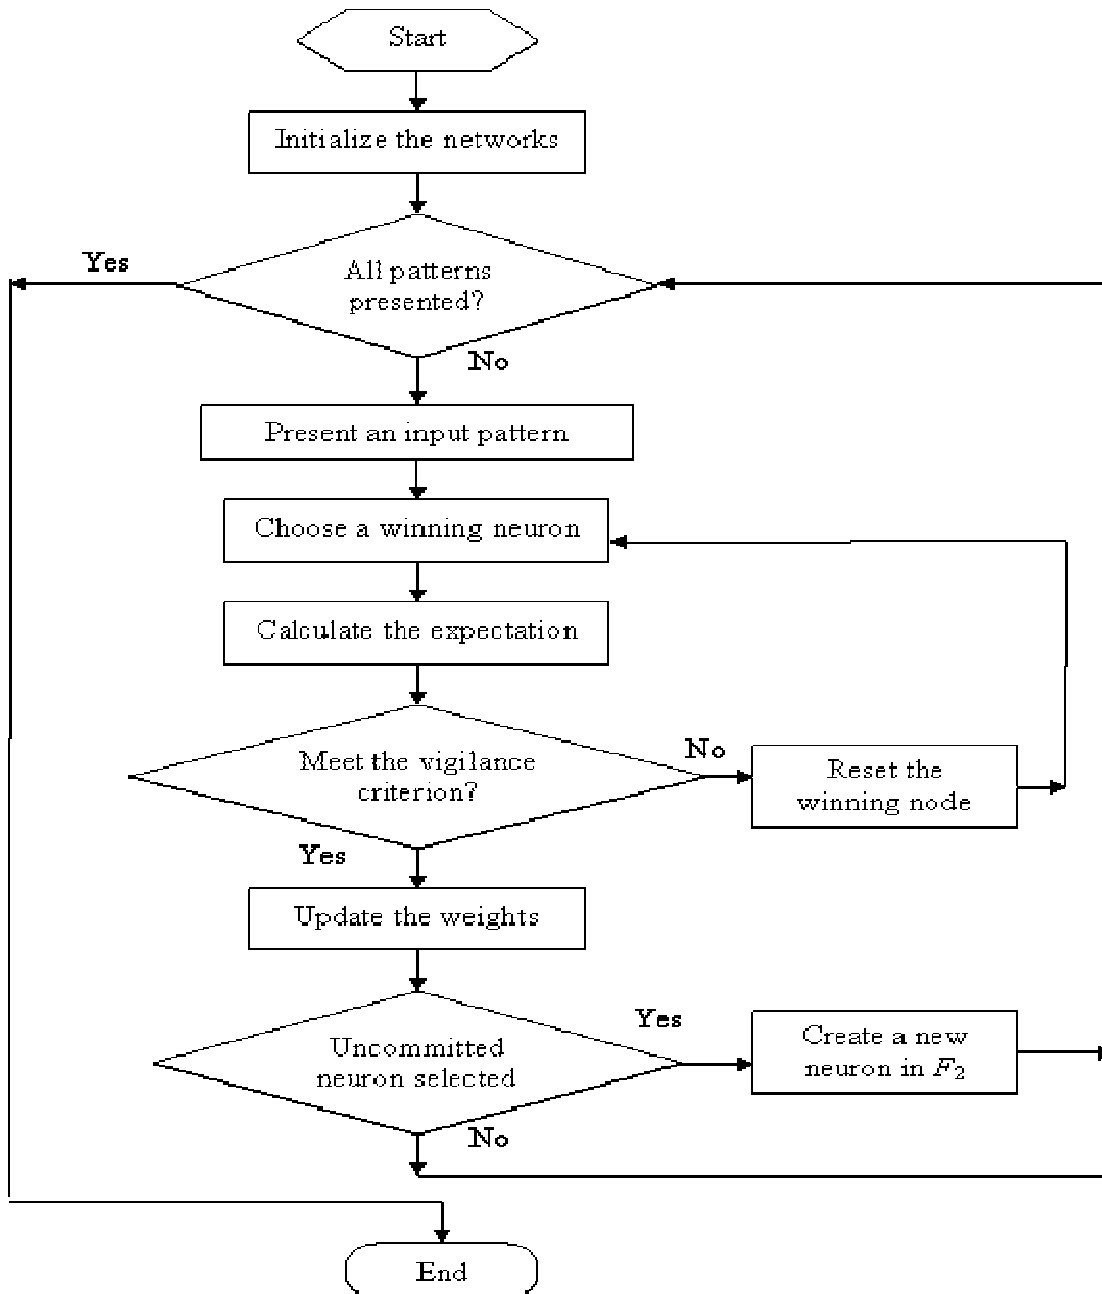 Start
Initialize the networks
Yes
All patterns
presented?
No
Present an input pattern
Choose a winning neuron
Calculate the expectation
Meet the vigilance
criterion?
No
Reset the
winning node
Yes
Update the weights
Uncommitted
neuron selected
Yes
Create a new
neuron in F₂
No
End